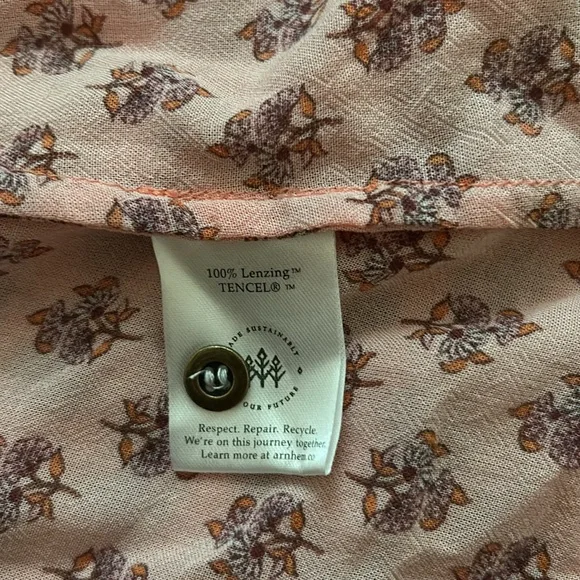 100% Lenzing™
TENCEL® ™
SUSTAINABLY
OUR FUTURE
Respect. Repair. Recycle.
We're on this journey together.
Learn more at arnhem.co